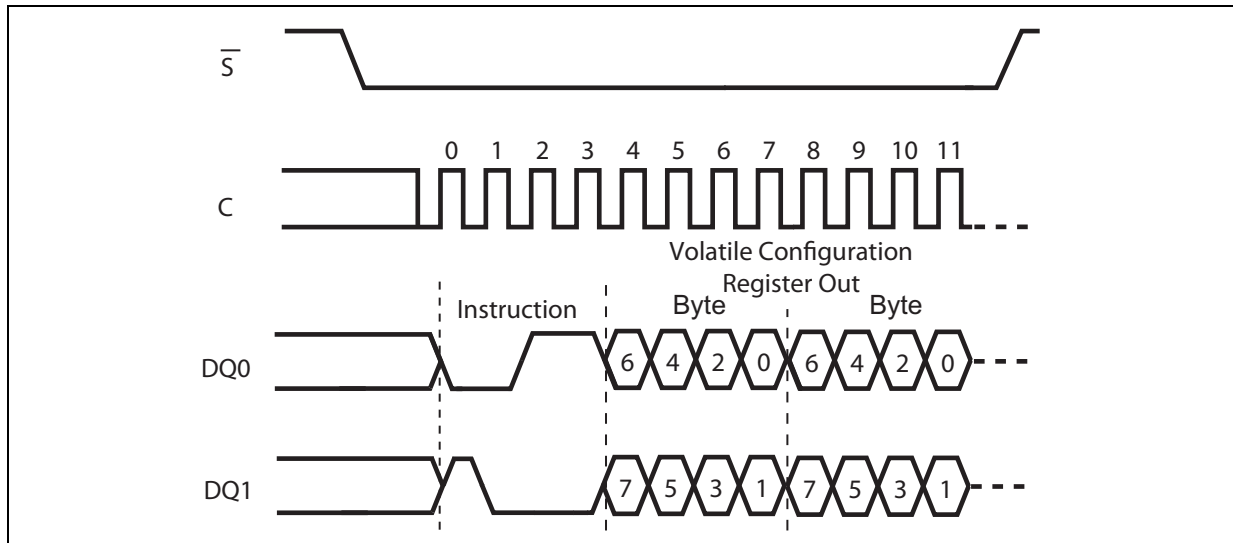 S
0 1 2 3 4 5 6 7 8 9 10 11
C
Volatile Configuration
Register Out
Instruction
Byte Byte
DQ0
6 4 2 0 6 4 2 0
DQ1
7 5 3 1 7 5 3 1